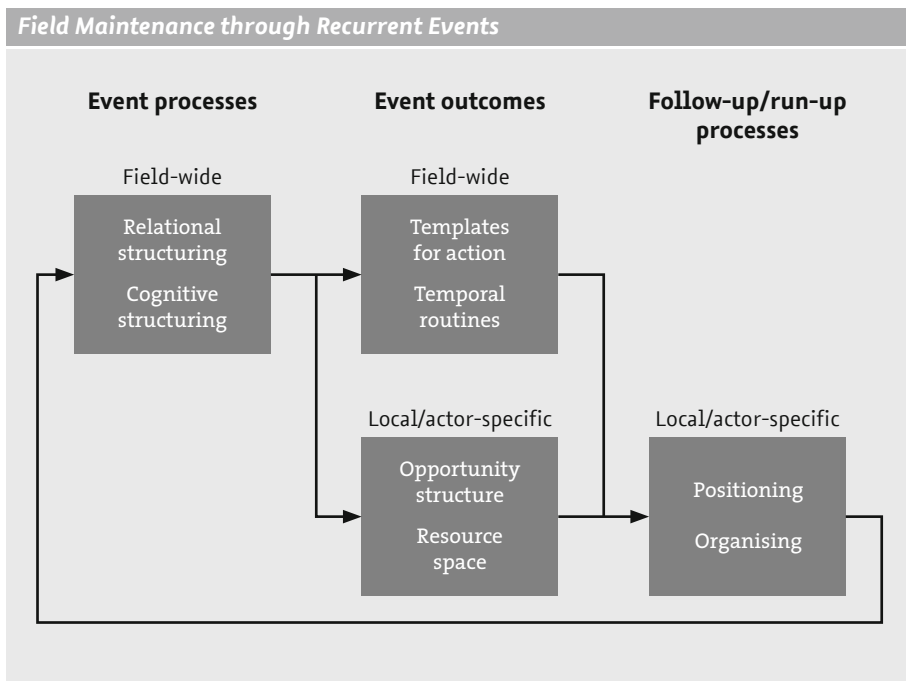 Field Maintenance through Recurrent Events
Event processes
Event outcomes
Follow-up/run-up
processes
Field-wide
Relational
structuring
Cognitive
structuring
Field-wide
Templates
for action
Temporal
routines
Local/actor-specific
Opportunity
structure
Resource
space
Local/actor-specific
Positioning
Organising